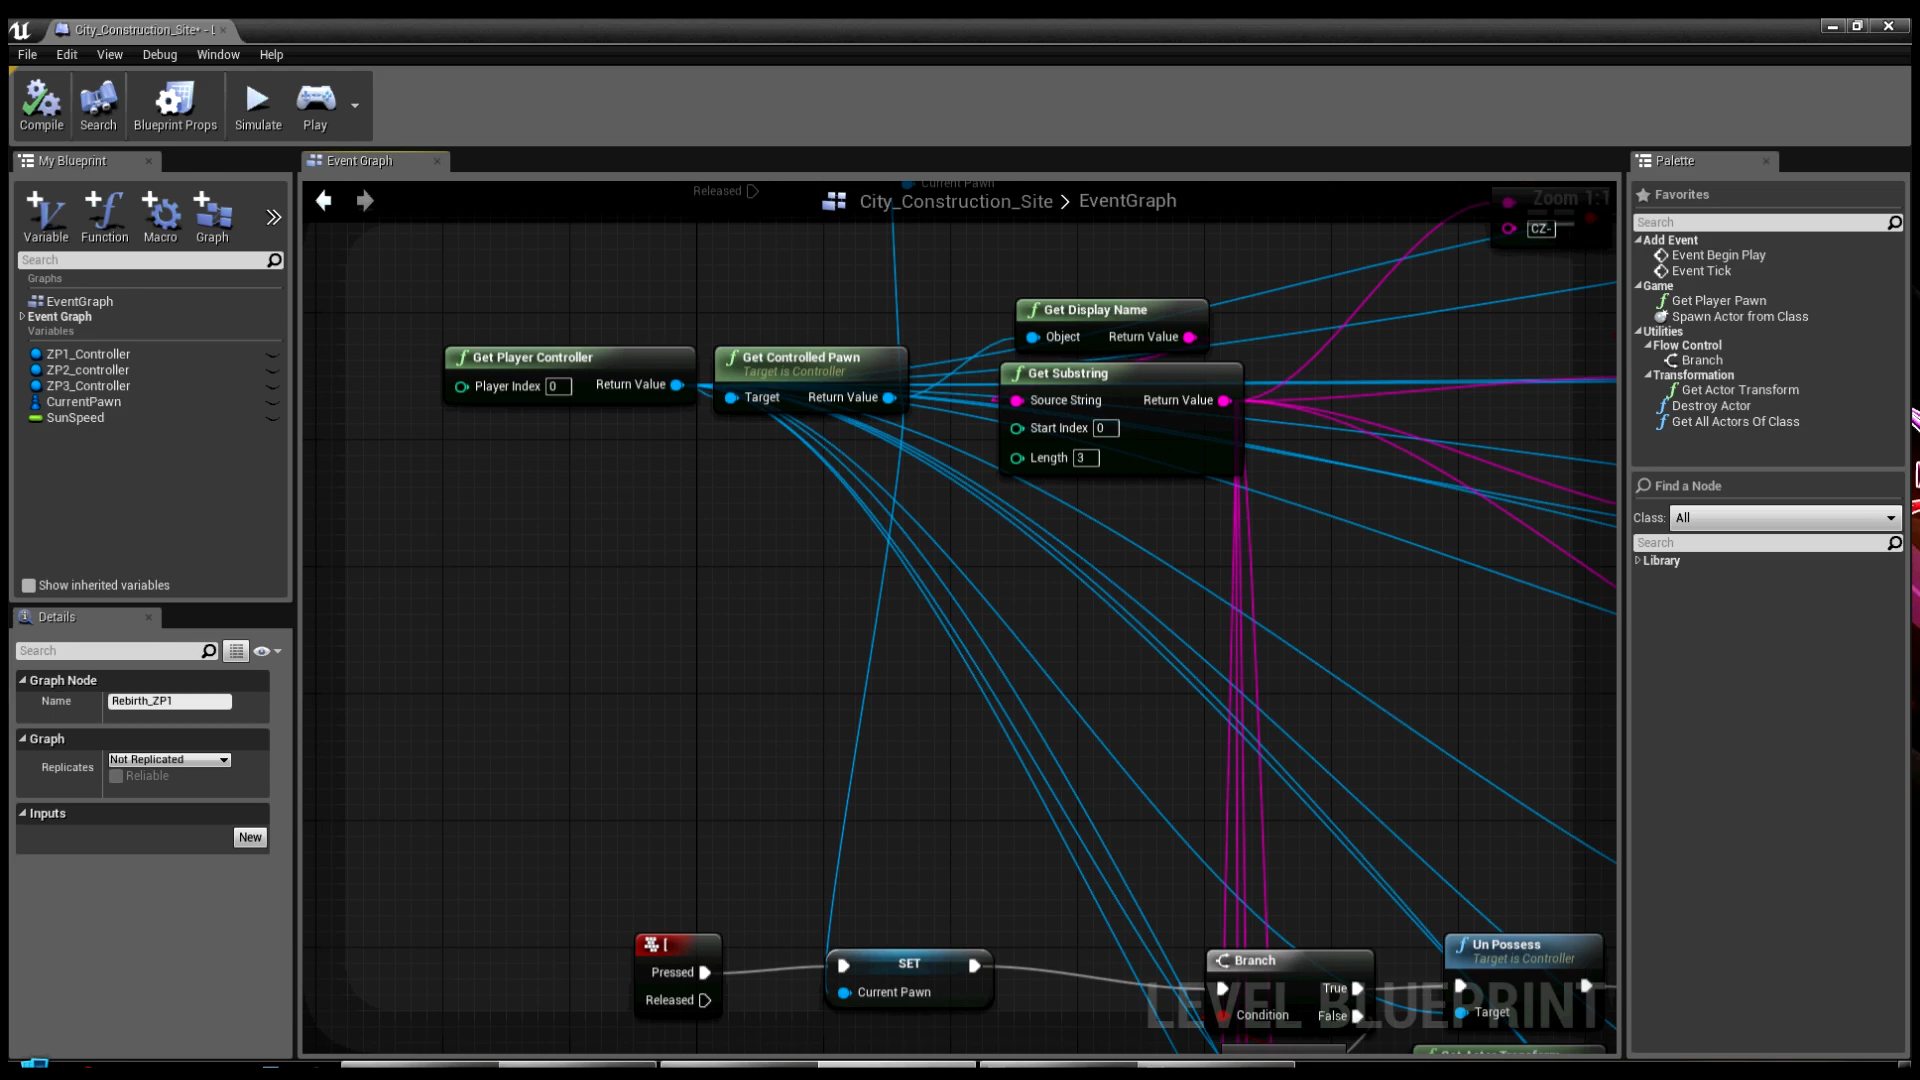 City_Construction_Site* - L
File Edit View Debug Window Help
Compile Search Blueprint Props Simulate Play
My Blueprint
Event Graph
Palette
Variable Function Macro Graph
Search
Graphs
EventGraph
Event Graph
Variables
ZP1_Controller
ZP2_controller
ZP3_Controller
CurrentPawn
SunSpeed
Show inherited variables
Details
Search
Graph Node
Name Rebirth_ZP1
Graph
Replicates Not Replicated
Reliable
Inputs
New
Released
Current Pawn
City_Construction_Site > EventGraph
Zoom 1:1
CZ-
Get Player Controller
Player Index 0 Return Value
Get Controlled Pawn
Target is Controller
Target Return Value
Get Display Name
Object Return Value
Get Substring
Source String Return Value
Start Index 0
Length 3
[
Pressed
Released
SET
Current Pawn
Branch
True
Condition False
Un Possess
Target is Controller
Target
LEVEL BLUEPRINT
Get Actor Transform
Favorites
Search
Add Event
Event Begin Play
Event Tick
Game
Get Player Pawn
Spawn Actor from Class
Utilities
Flow Control
Branch
Transformation
Get Actor Transform
Destroy Actor
Get All Actors Of Class
Find a Node
Class: All
Search
Library